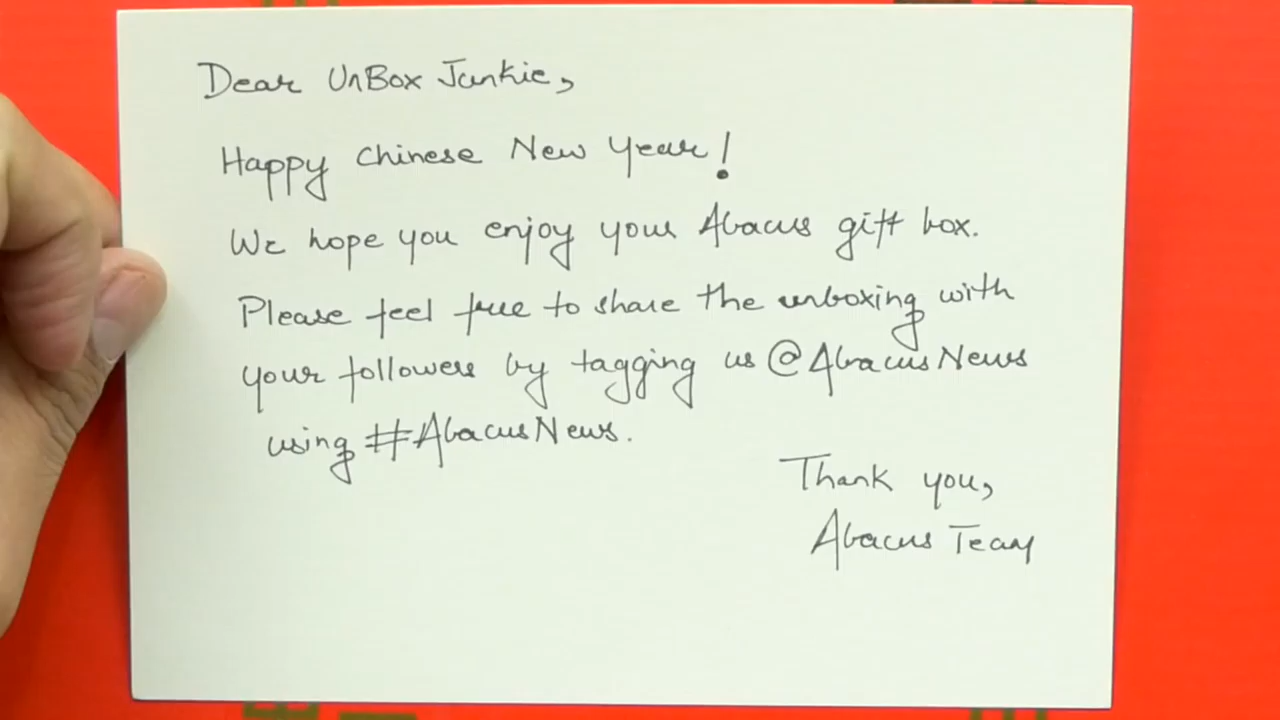 Dear UnBox Junkie,
Happy Chinese New Year!
We hope you enjoy your Abacus gift box.
Please feel free to share the unboxing with
your followers by tagging us @AbacusNews
using #AbacusNews.
Thank you,
Abacus Team